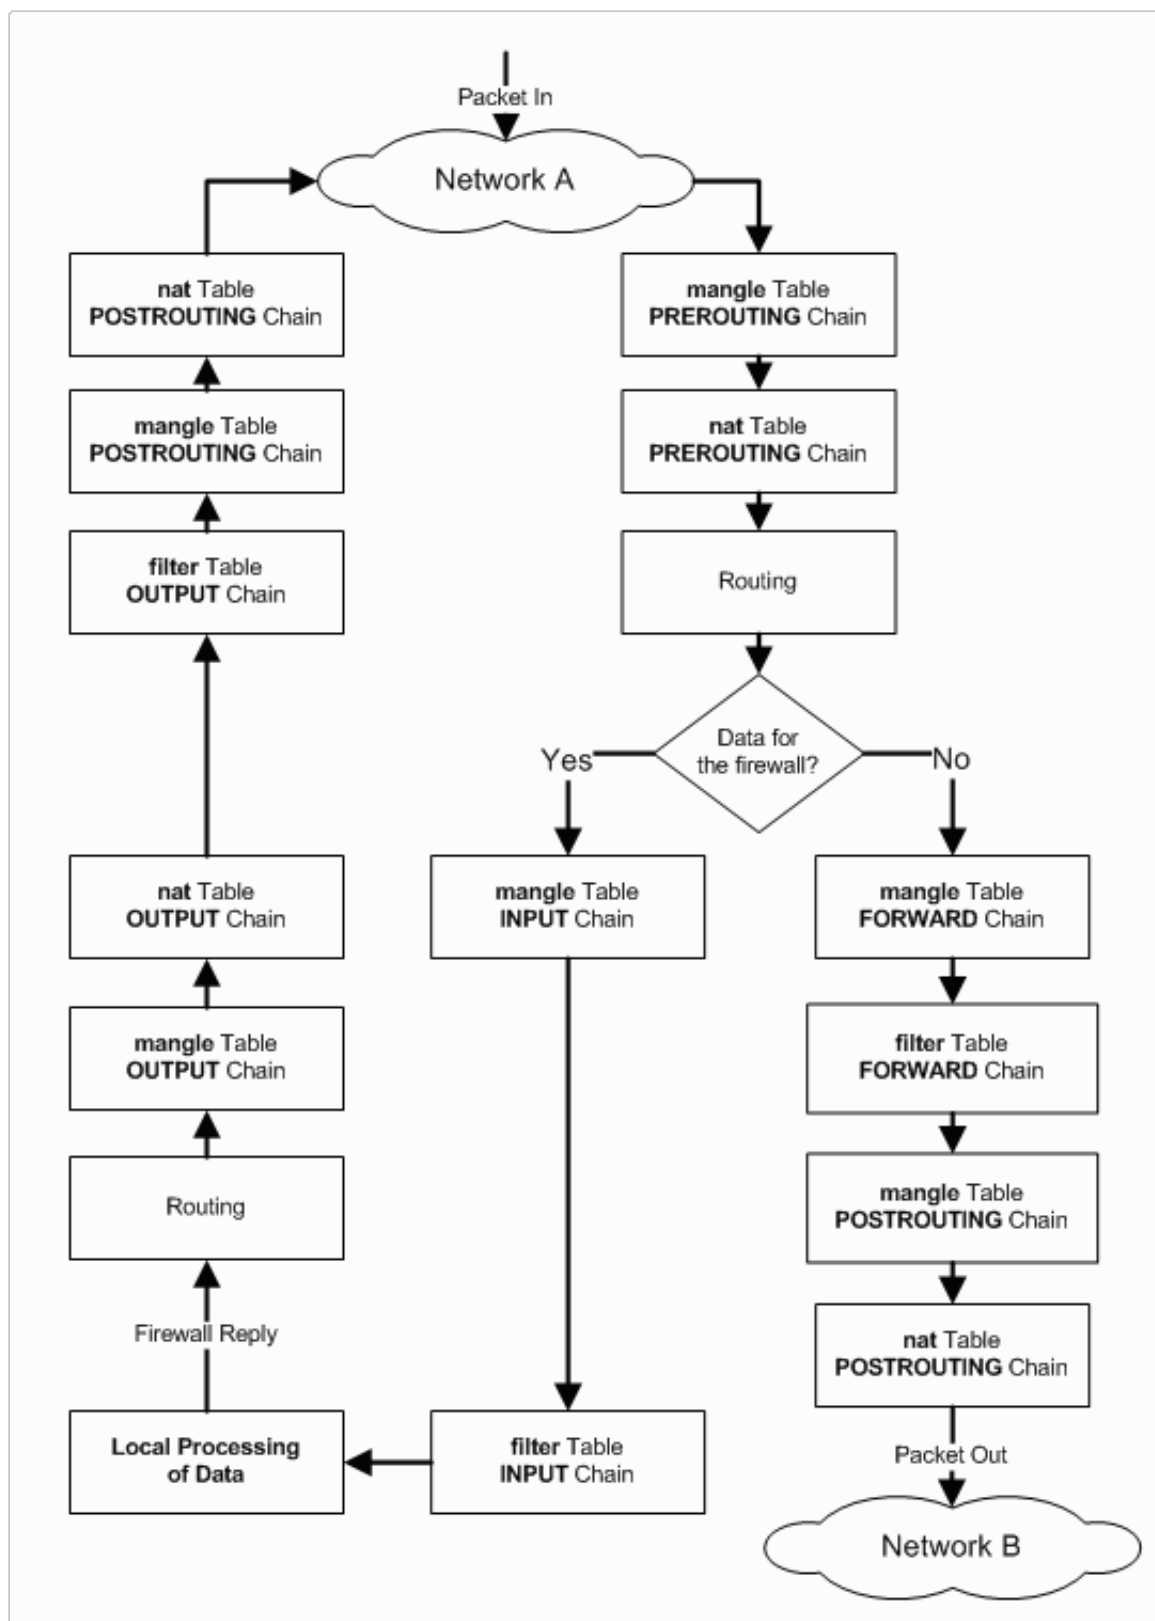 Packet In
Network A
nat Table
POSTROUTING Chain
mangle Table
PREROUTING Chain
mangle Table
POSTROUTING Chain
nat Table
PREROUTING Chain
filter Table
OUTPUT Chain
Routing
Data for
the firewall?
Yes
No
nat Table
OUTPUT Chain
mangle Table
INPUT Chain
mangle Table
FORWARD Chain
mangle Table
OUTPUT Chain
filter Table
FORWARD Chain
Routing
mangle Table
POSTROUTING Chain
Firewall Reply
nat Table
POSTROUTING Chain
Local Processing
of Data
filter Table
INPUT Chain
Packet Out
Network B